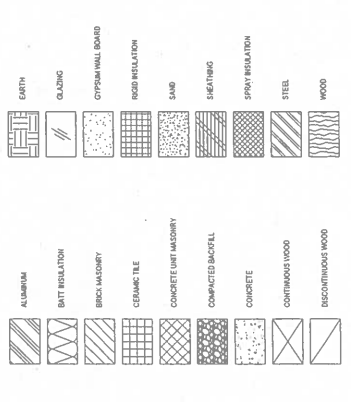 EARTH
GLAZING
GYPSUM WALL BOARD
RIGID INSULATION
SAND
SHEATHING
SPRAY INSULATION
STEEL
WOOD
ALUMINUM
BATT INSULATION
BRICK MASONRY
CERAMIC TILE
CONCRETE UNIT MASONRY
COMPACTED BACKFILL
CONCRETE
CONTINUOUS WOOD
DISCONTINUOUS WOOD